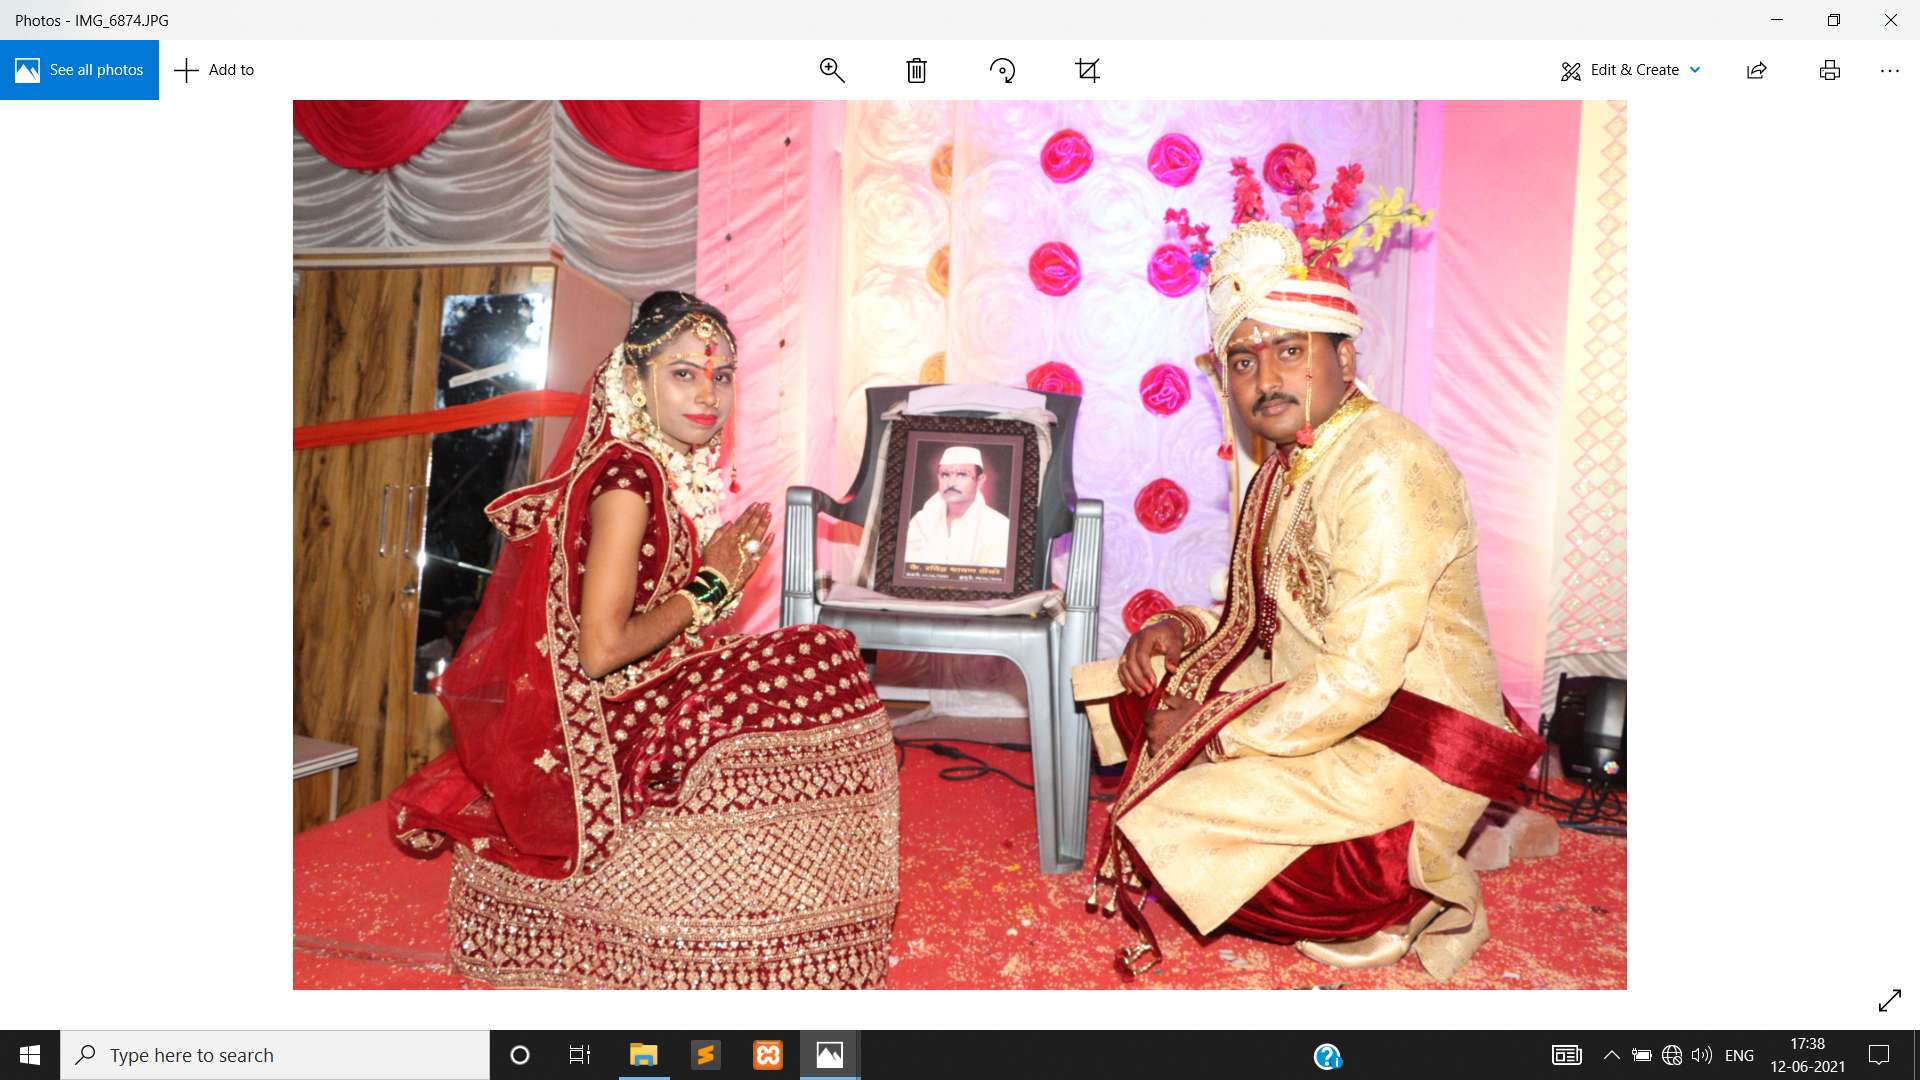 Photos - IMG_6874.JPG
See all photos
Add to
Edit & Create
कै. रविंद्र
Type here to search
ENG
17:38
12-06-2021